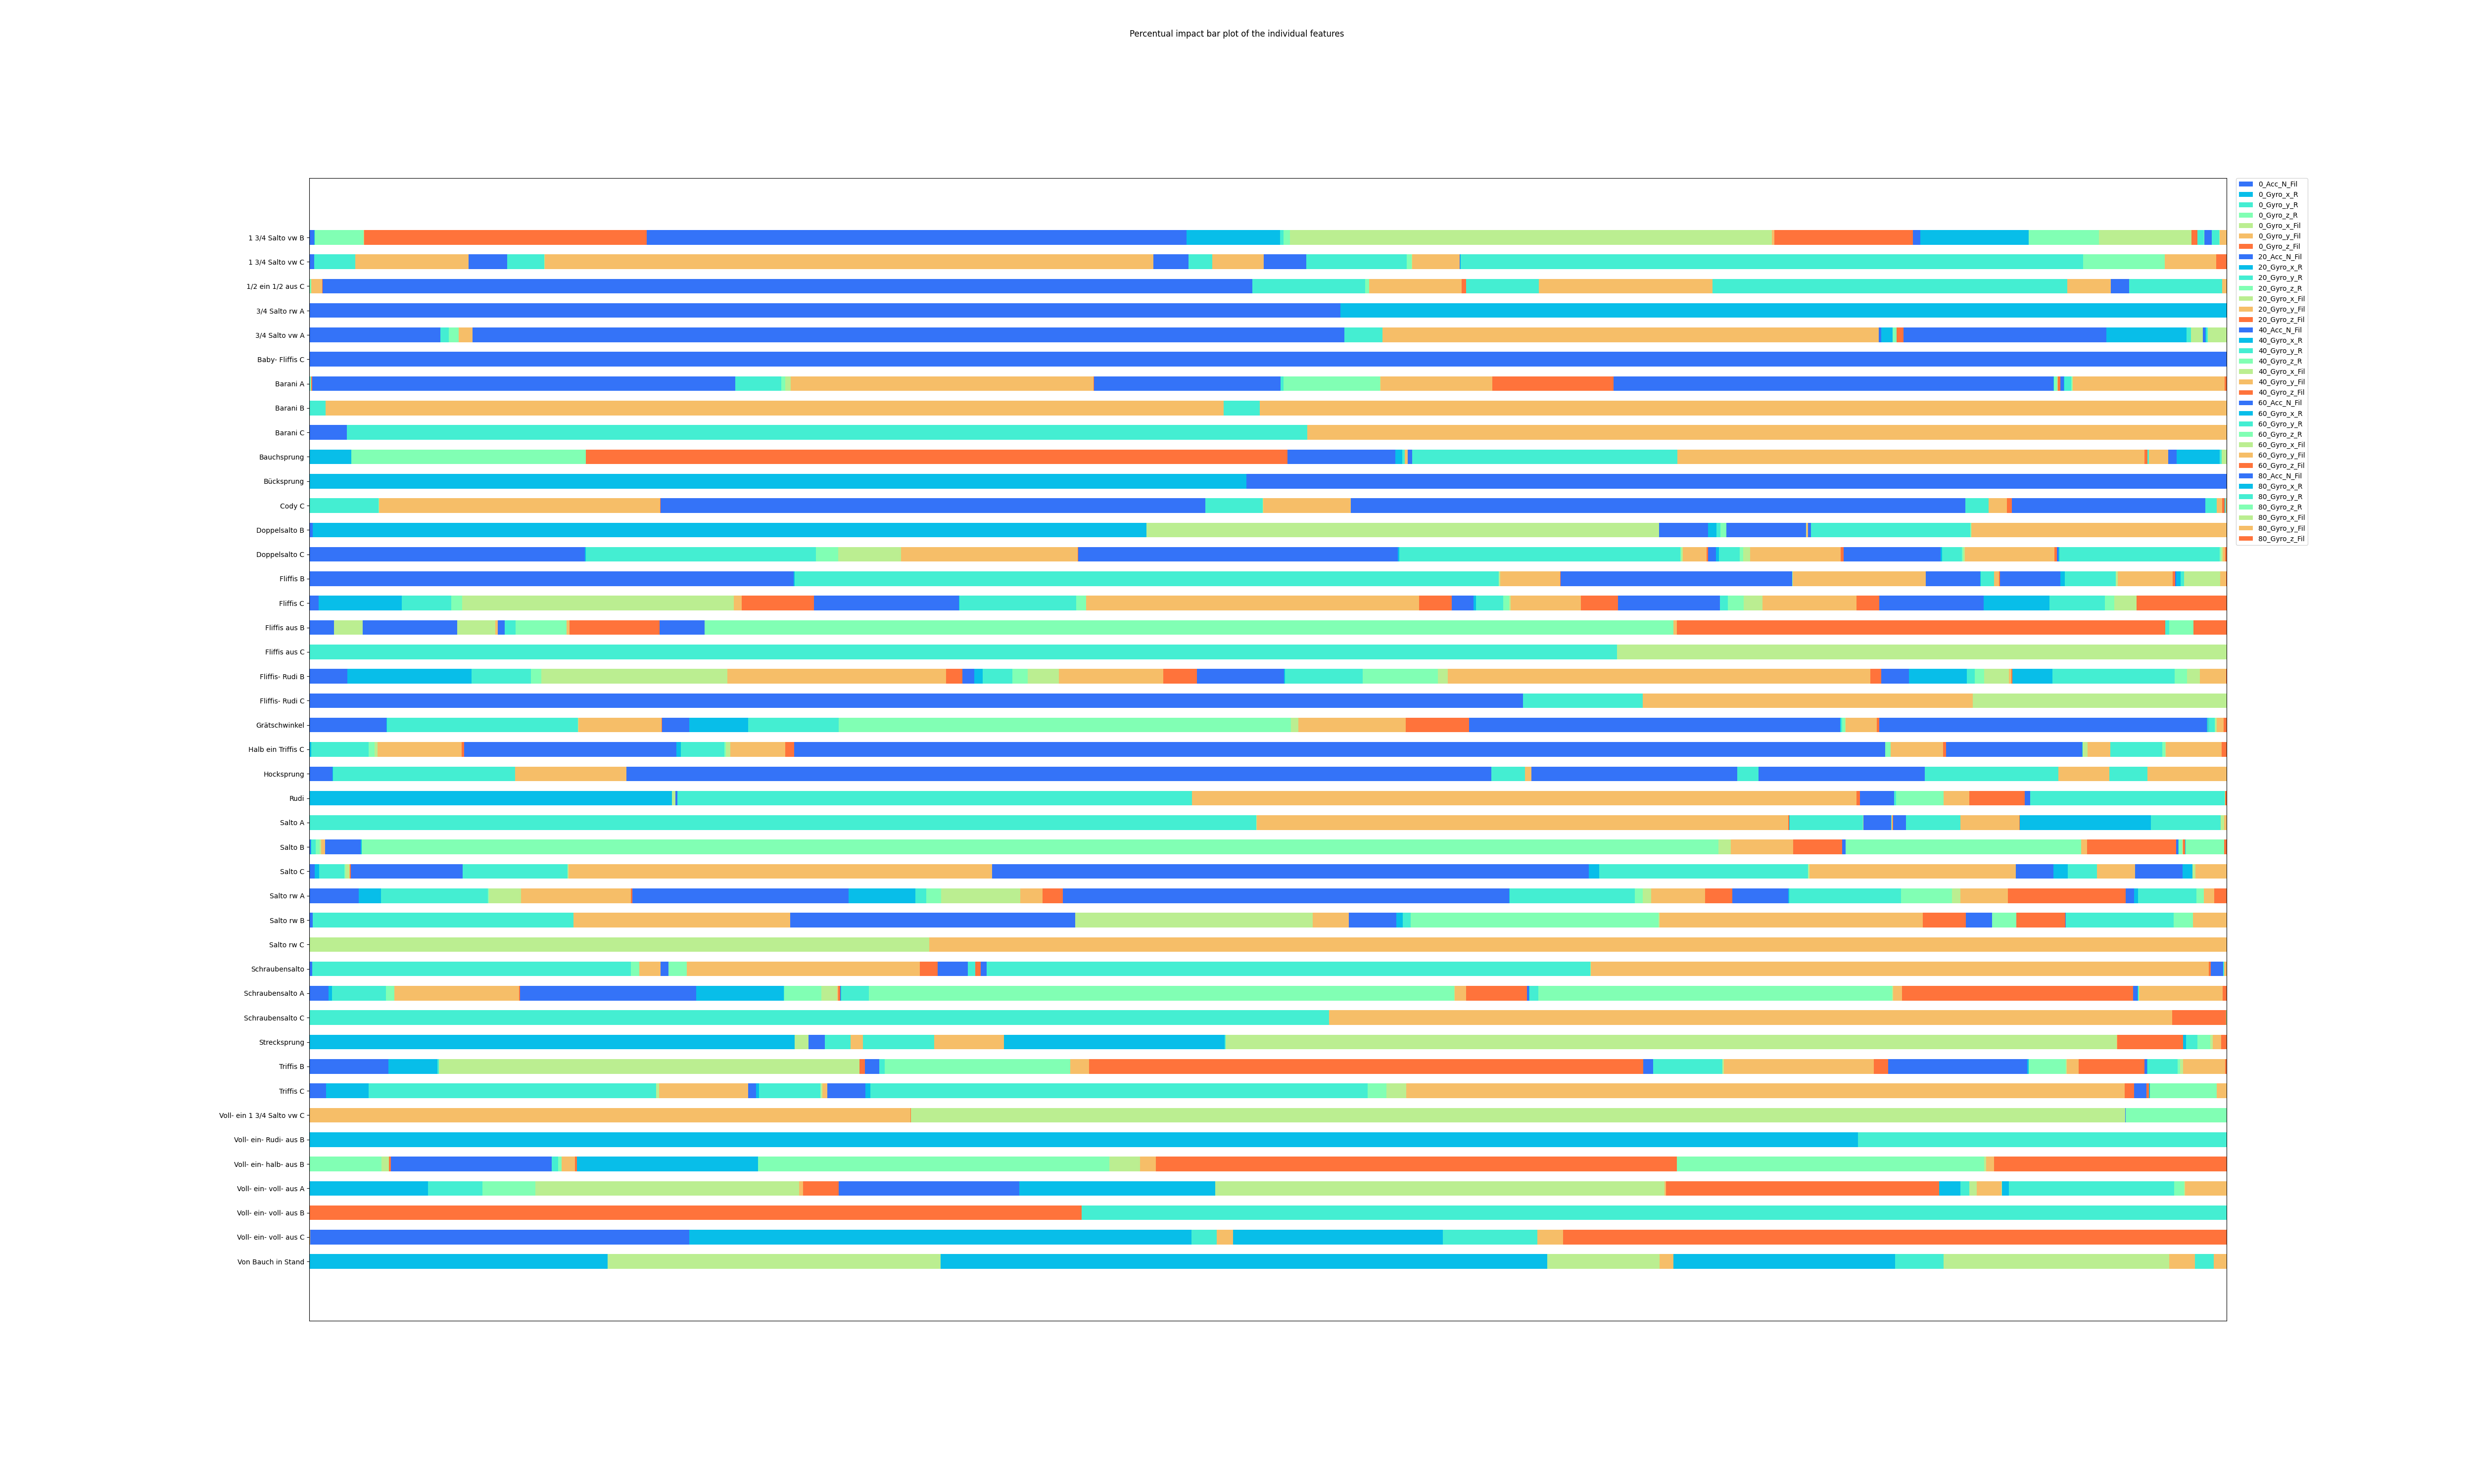 Percentual impact bar plot of the individual features
1 3/4 Salto vw B
1 3/4 Salto vw C
1/2 ein 1/2 aus C
3/4 Salto rw A
3/4 Salto vw A
Baby- Fliffis C
Barani A
Barani B
Barani C
Bauchsprung
Bücksprung
Cody C
Doppelsalto B
Doppelsalto C
Fliffis B
Fliffis C
Fliffis aus B
Fliffis aus C
Fliffis- Rudi B
Fliffis- Rudi C
Grätschwinkel
Halb ein Triffis C
Hocksprung
Rudi
Salto A
Salto B
Salto C
Salto rw A
Salto rw B
Salto rw C
Schraubensalto
Schraubensalto A
Schraubensalto C
Strecksprung
Triffis B
Triffis C
Voll- ein 1 3/4 Salto vw C
Voll- ein- Rudi- aus B
Voll- ein- halb- aus B
Voll- ein- voll- aus A
Voll- ein- voll- aus B
Voll- ein- voll- aus C
Von Bauch in Stand
0_Acc_N_Fil
0_Gyro_x_R
0_Gyro_y_R
0_Gyro_z_R
0_Gyro_x_Fil
0_Gyro_y_Fil
0_Gyro_z_Fil
20_Acc_N_Fil
20_Gyro_x_R
20_Gyro_y_R
20_Gyro_z_R
20_Gyro_x_Fil
20_Gyro_y_Fil
20_Gyro_z_Fil
40_Acc_N_Fil
40_Gyro_x_R
40_Gyro_y_R
40_Gyro_z_R
40_Gyro_x_Fil
40_Gyro_y_Fil
40_Gyro_z_Fil
60_Acc_N_Fil
60_Gyro_x_R
60_Gyro_y_R
60_Gyro_z_R
60_Gyro_x_Fil
60_Gyro_y_Fil
60_Gyro_z_Fil
80_Acc_N_Fil
80_Gyro_x_R
80_Gyro_y_R
80_Gyro_z_R
80_Gyro_x_Fil
80_Gyro_y_Fil
80_Gyro_z_Fil